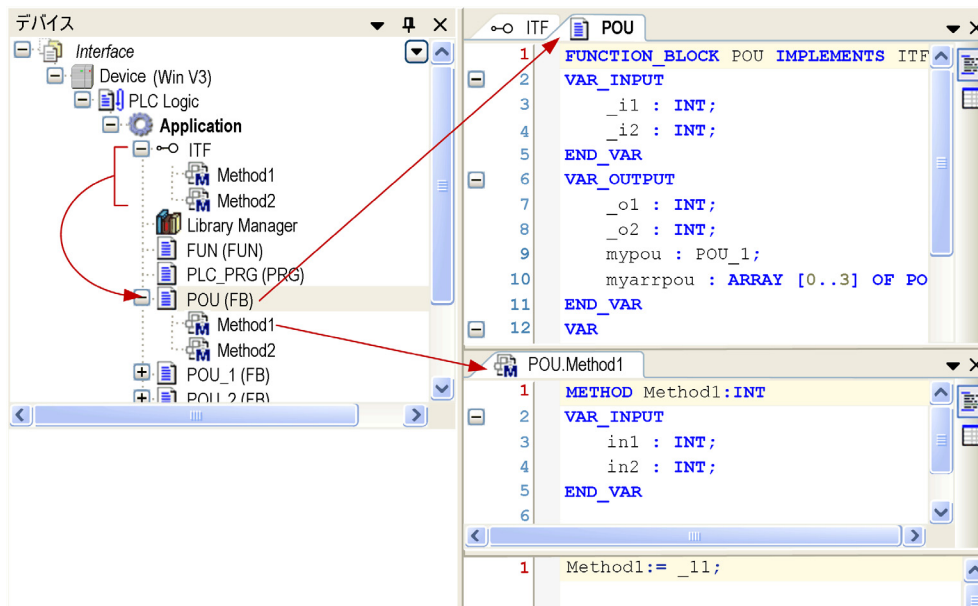 デバイス
Interface
Device (Win V3)
PLC Logic
Application
ITF
Method1
Method2
Library Manager
FUN (FUN)
PLC_PRG (PRG)
POU (FB)
Method1
Method2
POU_1 (FB)
POU_2 (FB)
ITF
POU
1 FUNCTION_BLOCK POU IMPLEMENTS ITF
2 VAR_INPUT
3 _i1 : INT;
4 _i2 : INT;
5 END_VAR
6 VAR_OUTPUT
7 _o1 : INT;
8 _o2 : INT;
9 mypou : POU_1;
10 myarrpou : ARRAY [0..3] OF PO
11 END_VAR
12 VAR
POU.Method1
1 METHOD Method1:INT
2 VAR_INPUT
3 in1 : INT;
4 in2 : INT;
5 END_VAR
6
1 Method1:= _11;